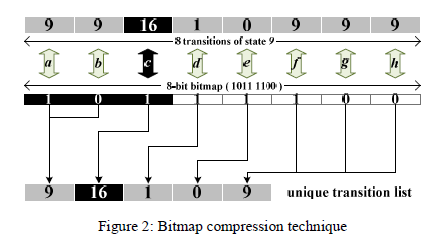 9 9 16 1 0 9 9 9
8 transitions of state 9
a b c d e f g h
8-bit bitmap ( 1011 1100 )
1 0 1 1 1 1 0 0
9 16 1 0 9 unique transition list
Figure 2: Bitmap compression technique